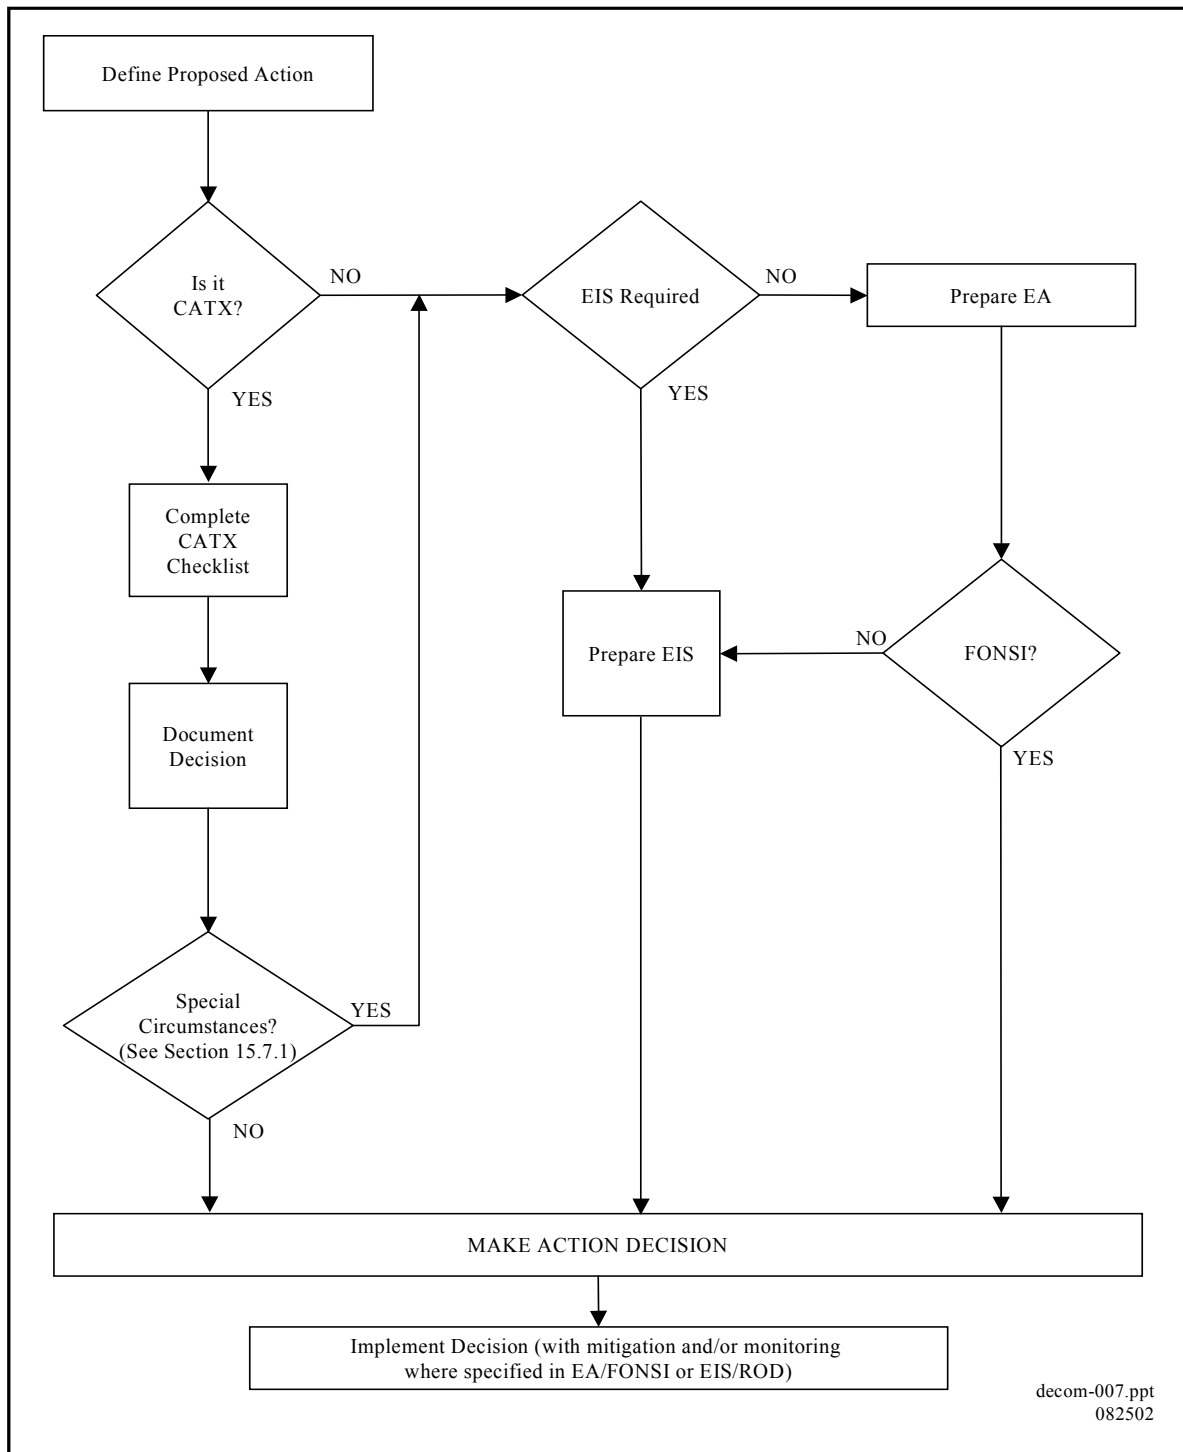 Define Proposed Action
Is it
CATX?
NO
YES
EIS Required
NO
YES
Prepare EA
Complete
CATX
Checklist
Document
Decision
Prepare EIS
NO
FONSI?
YES
Special
Circumstances?
(See Section 15.7.1)
YES
NO
MAKE ACTION DECISION
Implement Decision (with mitigation and/or monitoring
where specified in EA/FONSI or EIS/ROD)
decom-007.ppt
082502